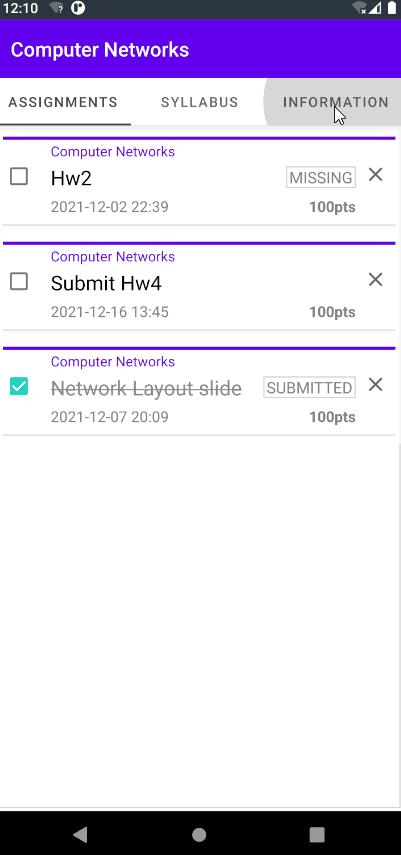 12:10
Computer Networks
ASSIGNMENTS SYLLABUS INFORMATION
Computer Networks
Hw2 MISSING
2021-12-02 22:39 100pts
Computer Networks
Submit Hw4
2021-12-16 13:45 100pts
Computer Networks
Network Layout slide SUBMITTED
2021-12-07 20:09 100pts